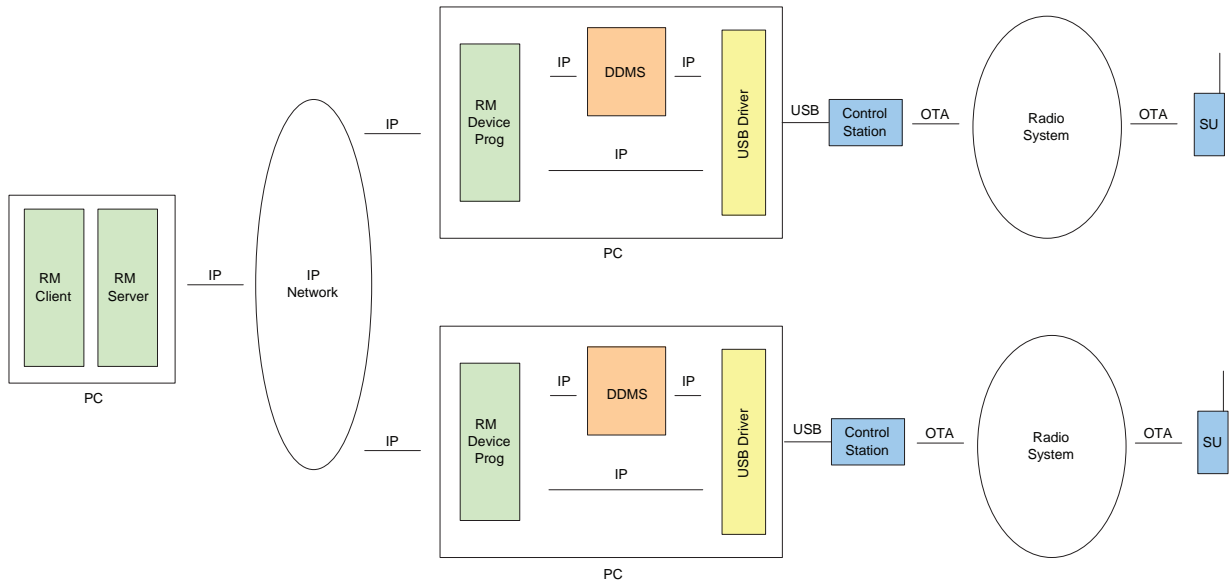 IP
DDMS
IP
RM
Device
Prog
USB Driver
IP
IP
USB
Control
Station
OTA
Radio
System
OTA
SU
PC
RM
Client
RM
Server
IP
IP
Network
PC
IP
DDMS
IP
RM
Device
Prog
USB Driver
IP
IP
USB
Control
Station
OTA
Radio
System
OTA
SU
PC